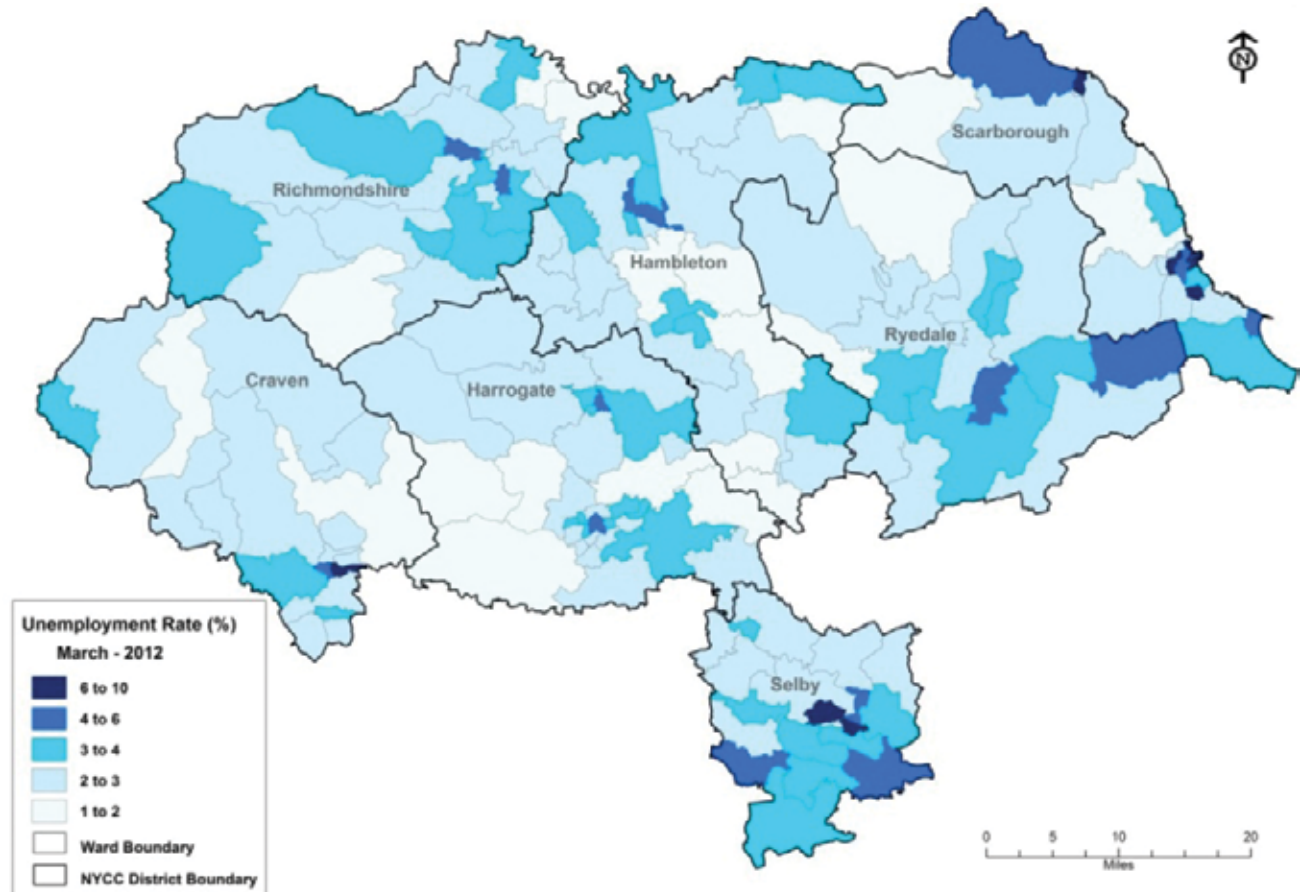 N
Scarborough
Richmondshire
Hambleton
Ryedale
Craven
Harrogate
Selby
Unemployment Rate (%)
March - 2012
6 to 10
4 to 6
3 to 4
2 to 3
1 to 2
Ward Boundary
NYCC District Boundary
0 5 10 20
Miles